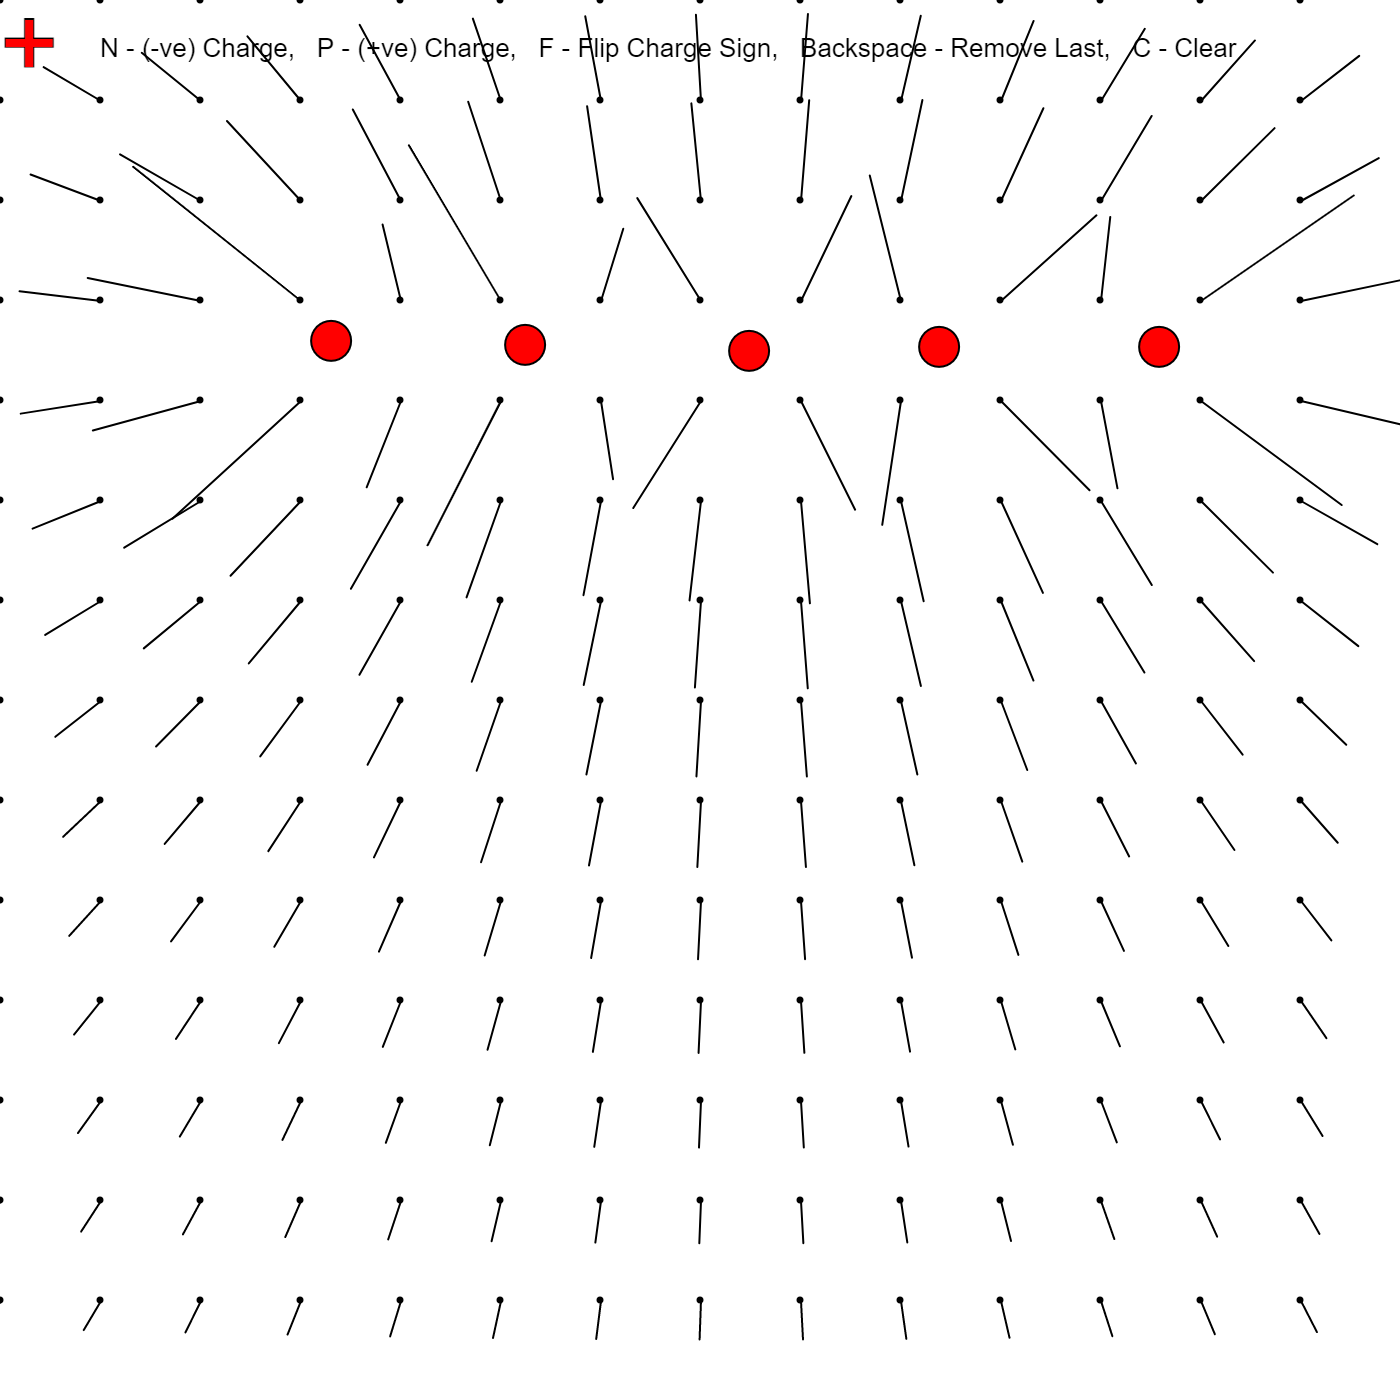 N - (-ve) Charge,   P - (+ve) Charge,   F - Flip Charge Sign,   Backspace - Remove Last,   C - Clear